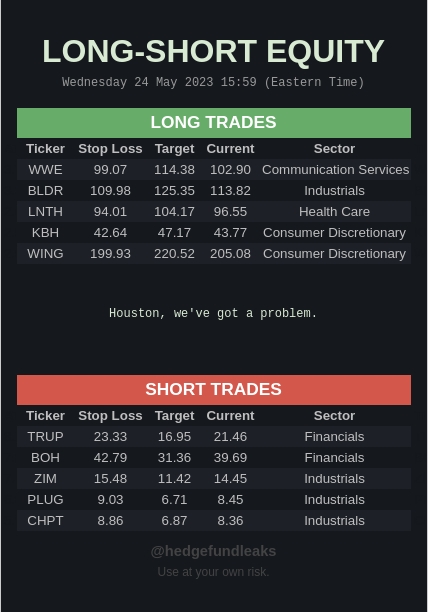 LONG-SHORT EQUITY
Wednesday 24 May 2023 15:59 (Eastern Time)
LONG TRADES
Ticker Stop Loss Target Current Sector
WWE 99.07 114.38 102.90 Communication Services
BLDR 109.98 125.35 113.82 Industrials
LNTH 94.01 104.17 96.55 Health Care
KBH 42.64 47.17 43.77 Consumer Discretionary
WING 199.93 220.52 205.08 Consumer Discretionary
Houston, we've got a problem.
SHORT TRADES
Ticker Stop Loss Target Current Sector
TRUP 23.33 16.95 21.46 Financials
BOH 42.79 31.36 39.69 Financials
ZIM 15.48 11.42 14.45 Industrials
PLUG 9.03 6.71 8.45 Industrials
CHPT 8.86 6.87 8.36 Industrials
@hedgefundleaks
Use at your own risk.